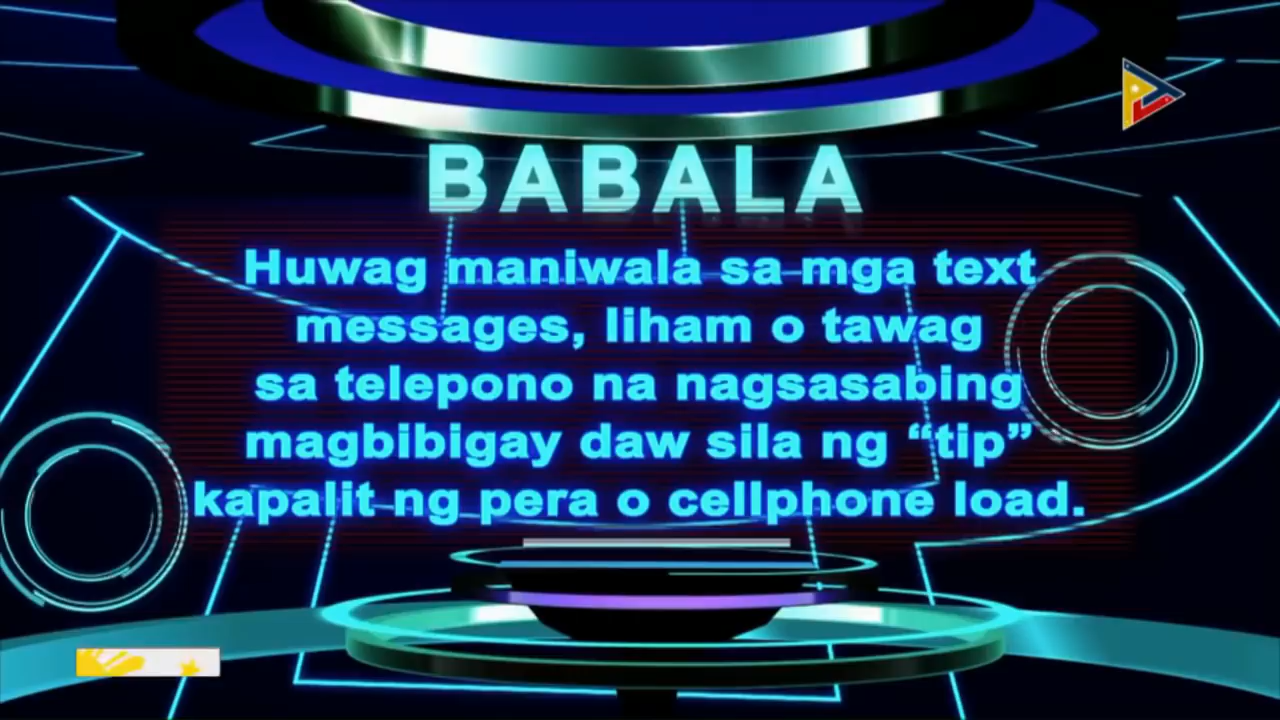 BABALA
Huwag maniwala sa mga text
messages, liham o tawag
sa telepono na nagsasabing
magbibigay daw sila ng “tip”
kapalit ng pera o cellphone load.